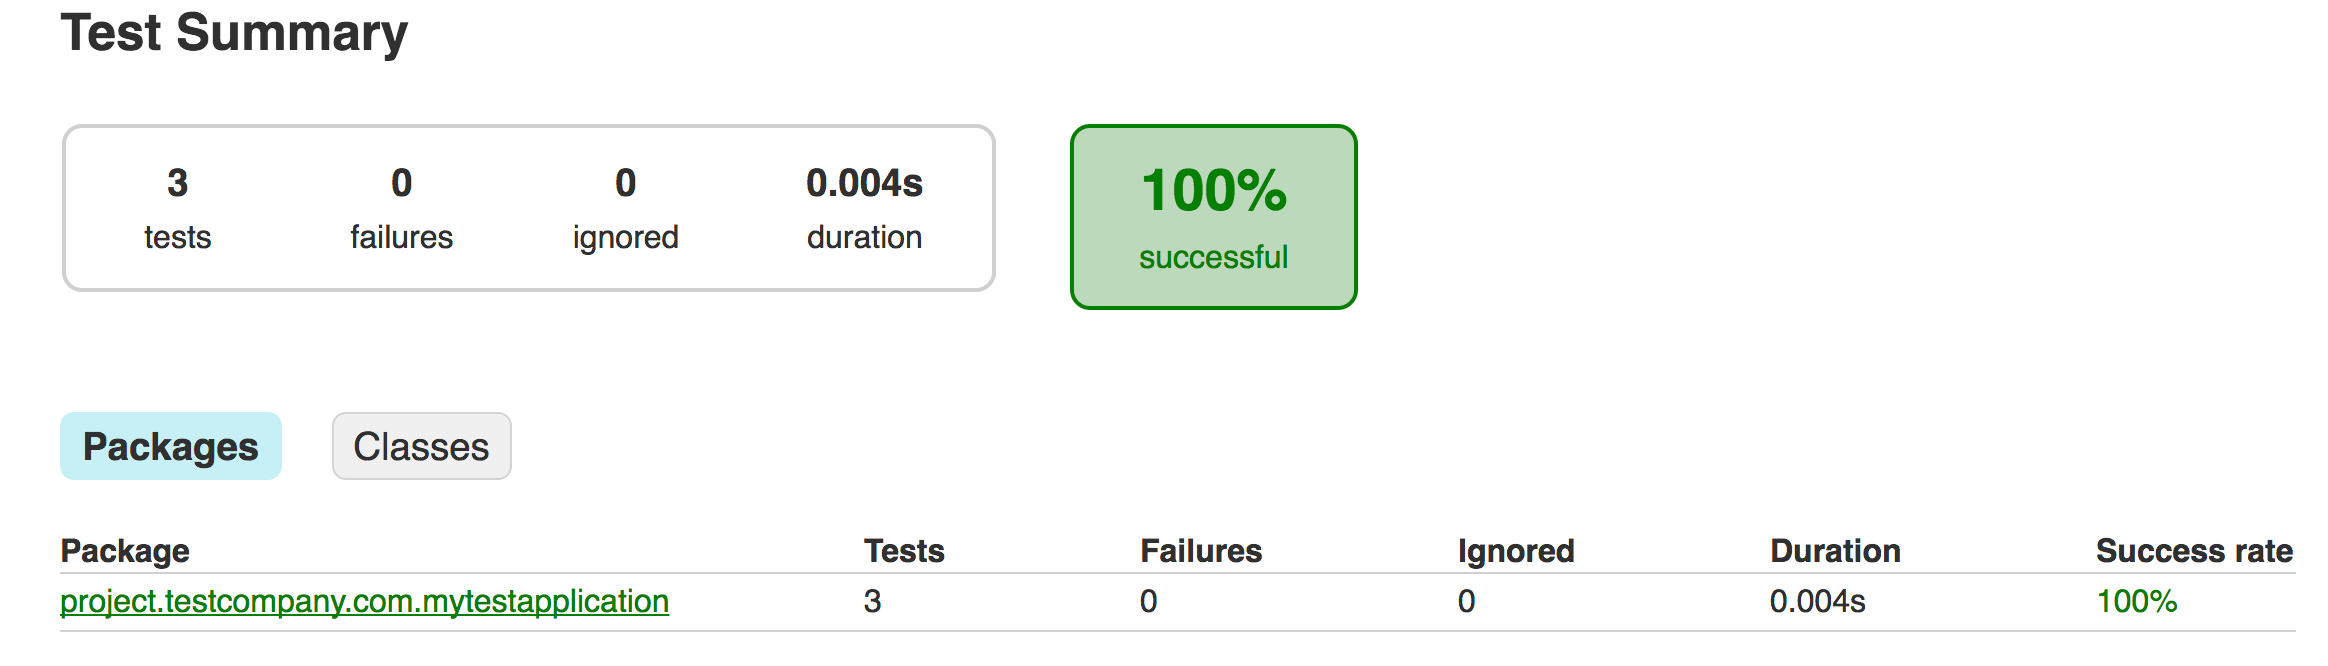 Test Summary
3 0 0 0.004s
tests failures ignored duration
100%
successful
Packages Classes
Package Tests Failures Ignored Duration Success rate
project.testcompany.com.mytestapplication 3 0 0 0.004s 100%